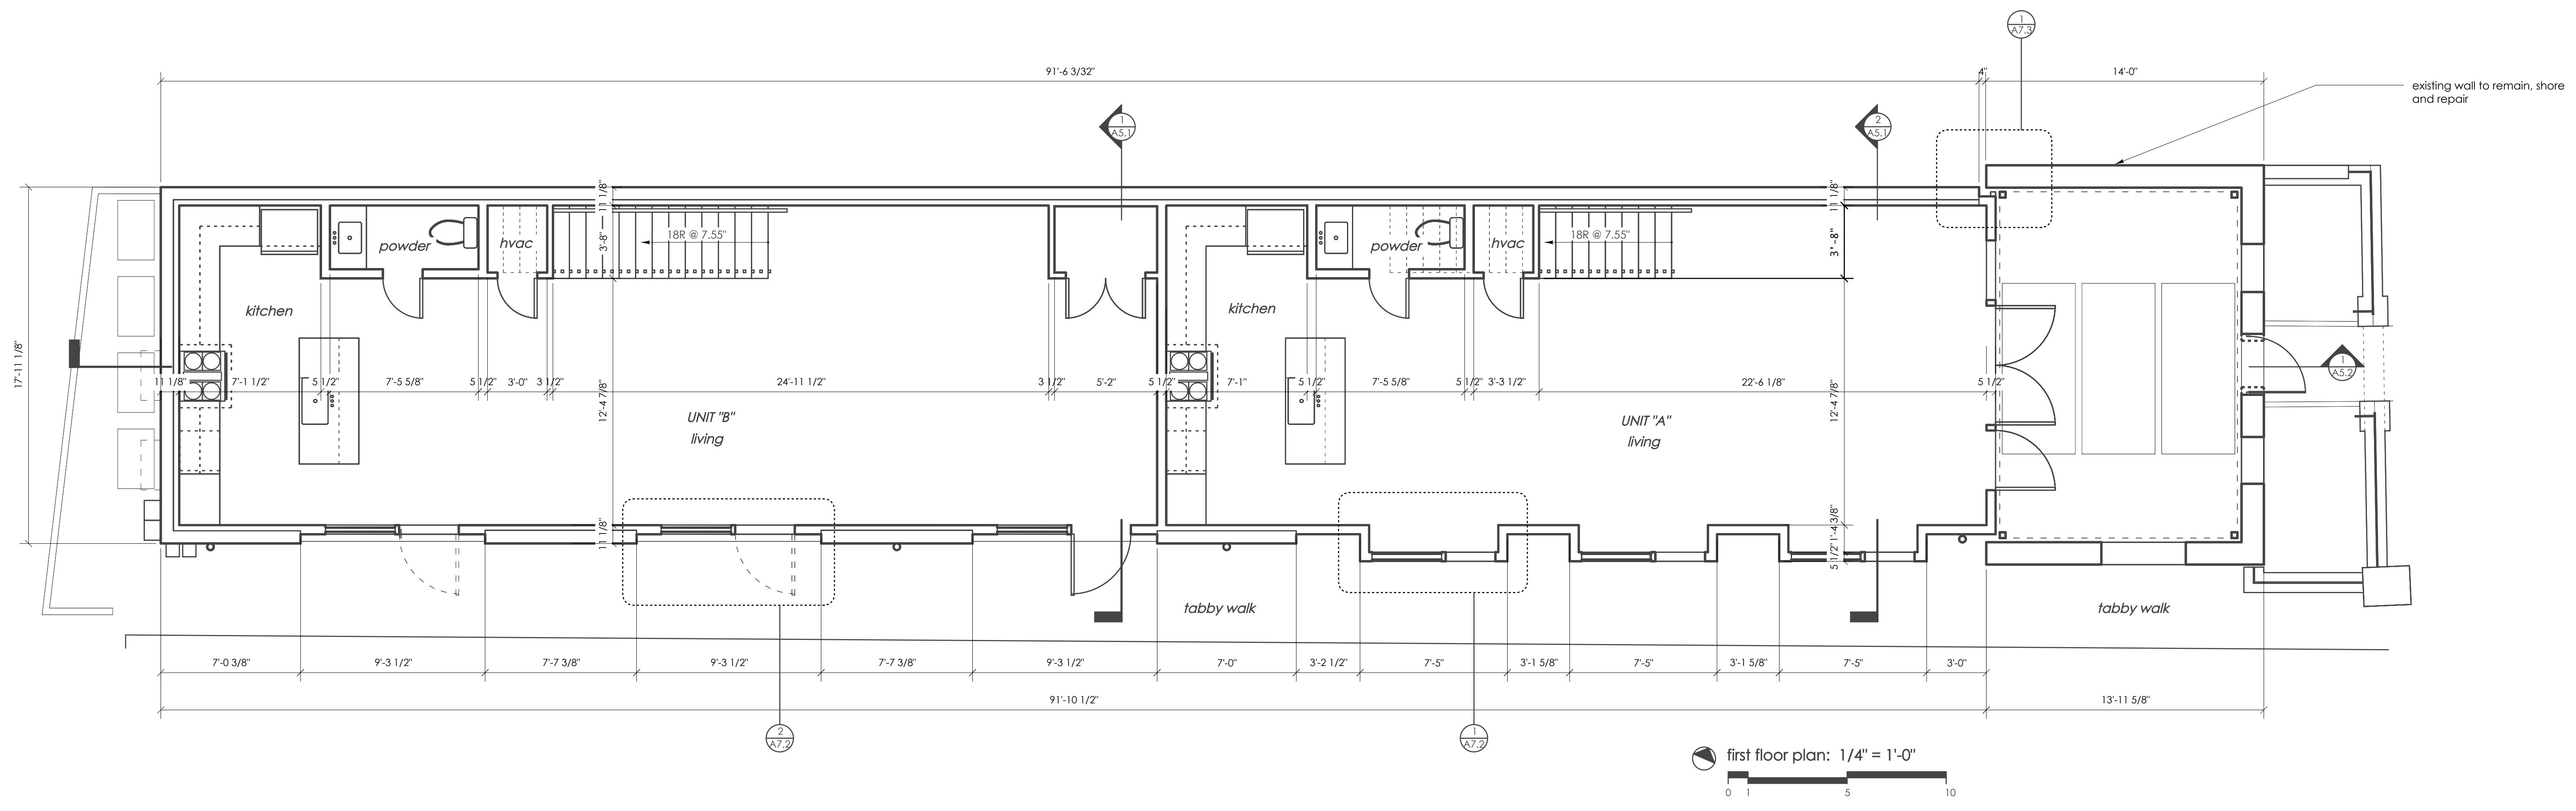 1
A7.3
91'-6 3/32"
4"
14'-0"
existing wall to remain, shore
and repair
1
A5.1
2
A5.1
11 1/8"
11 1/8"
18R @ 7.55"
18R @ 7.55"
powder
hvac
3'-8"
powder
hvac
3'-8"
kitchen
kitchen
17'-11 1/8"
1
A5.2
11 1/8"
7'-1 1/2"
5 1/2"
7'-5 5/8"
5 1/2"
3'-0"
3 1/2"
24'-11 1/2"
3 1/2"
5'-2"
5 1/2"
7'-1"
5 1/2"
7'-5 5/8"
5 1/2"
3'-3 1/2"
22'-6 1/8"
5 1/2"
12'-4 7/8"
12'-4 7/8"
UNIT "B"
living
UNIT "A"
living
11 1/8"
1'-4 3/8"
5 1/2"
tabby walk
tabby walk
7'-0 3/8"
9'-3 1/2"
7'-7 3/8"
9'-3 1/2"
7'-7 3/8"
9'-3 1/2"
7'-0"
3'-2 1/2"
7'-5"
3'-1 5/8"
7'-5"
3'-1 5/8"
7'-5"
3'-0"
91'-10 1/2"
13'-11 5/8"
2
A7.2
1
A7.2
first floor plan: 1/4" = 1'-0"
0 1 5 10